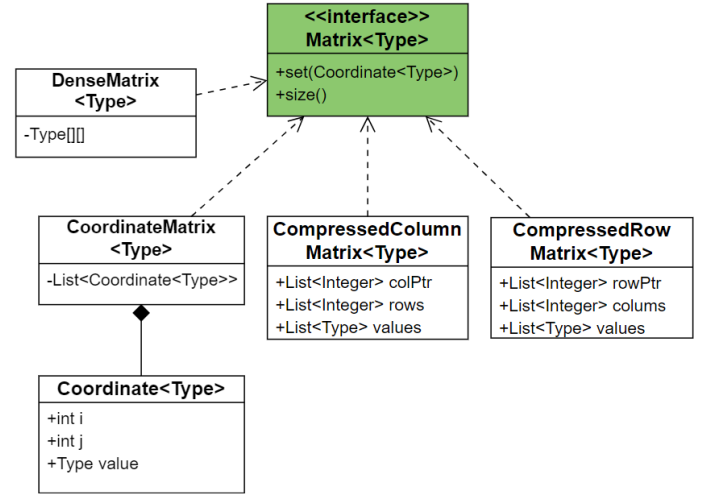 <<interface>>
Matrix<Type>
+set(Coordinate<Type>)
+size()
DenseMatrix
<Type>
-Type[][]
CoordinateMatrix
<Type>
-List<Coordinate<Type>>
CompressedColumn
Matrix<Type>
+List<Integer> colPtr
+List<Integer> rows
+List<Type> values
CompressedRow
Matrix<Type>
+List<Integer> rowPtr
+List<Integer> colums
+List<Type> values
Coordinate<Type>
+int i
+int j
+Type value